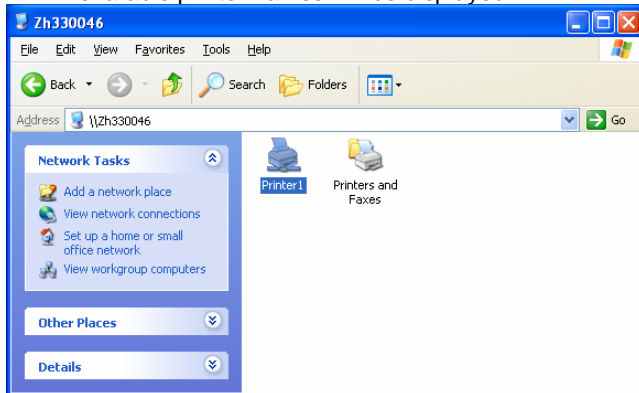 Zh330046
File Edit View Favorites Tools Help
Back Search Folders
Address \\Zh330046 Go
Network Tasks
Add a network place
View network connections
Set up a home or small
office network
View workgroup computers
Other Places
Details
Printer1
Printers and
Faxes